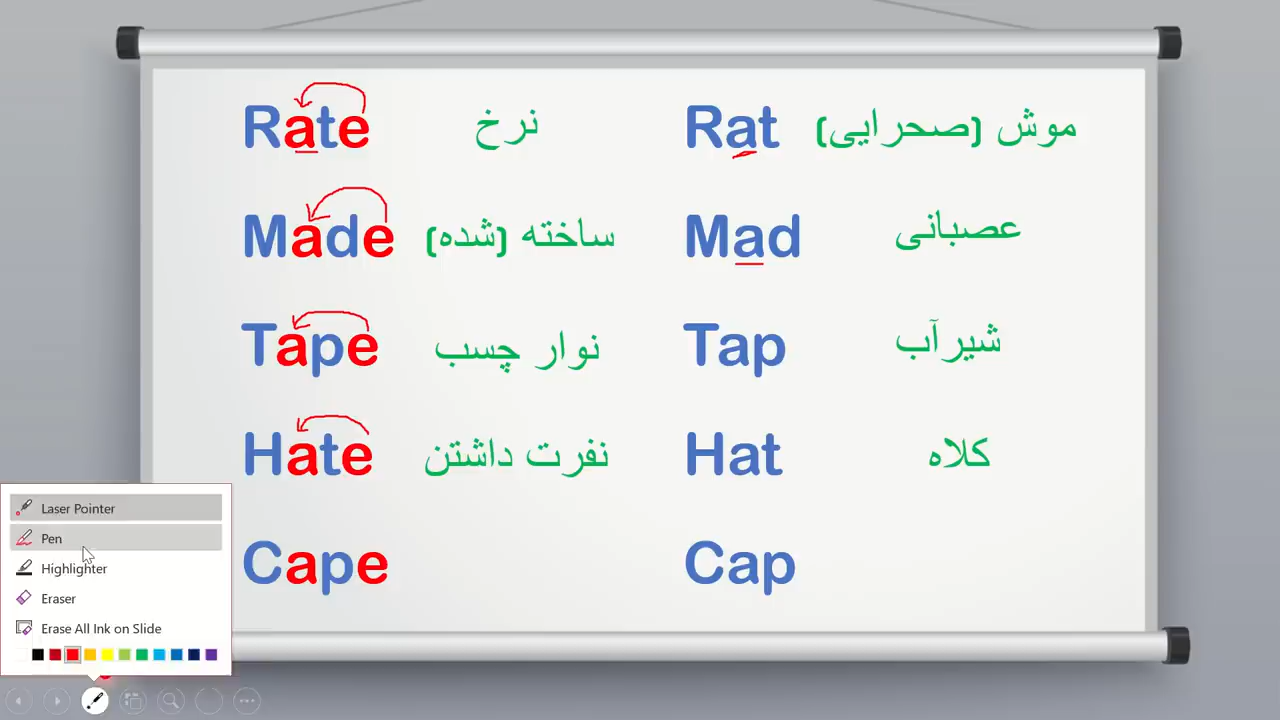 Rate نرخ Rat موش (صحرایی)
Made ساخته (شده) Mad عصبانی
Tape نوار چسب Tap شیرآب
Hate نفرت داشتن Hat کلاه
Cape Cap
Laser Pointer
Pen
Highlighter
Eraser
Erase All Ink on Slide